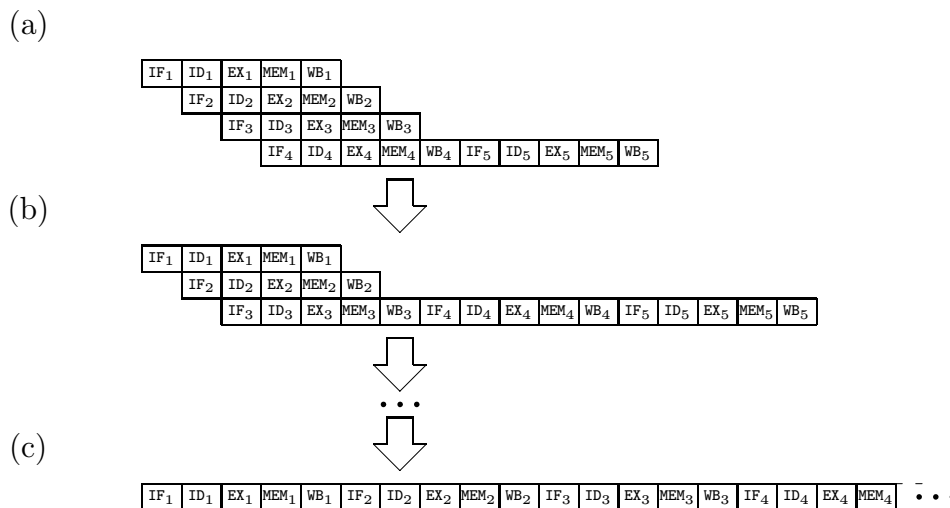 (a)
IF₁ ID₁ EX₁ MEM₁ WB₁
IF₂ ID₂ EX₂ MEM₂ WB₂
IF₃ ID₃ EX₃ MEM₃ WB₃
IF₄ ID₄ EX₄ MEM₄ WB₄ IF₅ ID₅ EX₅ MEM₅ WB₅
(b)
IF₁ ID₁ EX₁ MEM₁ WB₁
IF₂ ID₂ EX₂ MEM₂ WB₂
IF₃ ID₃ EX₃ MEM₃ WB₃ IF₄ ID₄ EX₄ MEM₄ WB₄ IF₅ ID₅ EX₅ MEM₅ WB₅
...
(c)
IF₁ ID₁ EX₁ MEM₁ WB₁ IF₂ ID₂ EX₂ MEM₂ WB₂ IF₃ ID₃ EX₃ MEM₃ WB₃ IF₄ ID₄ EX₄ MEM₄ ...